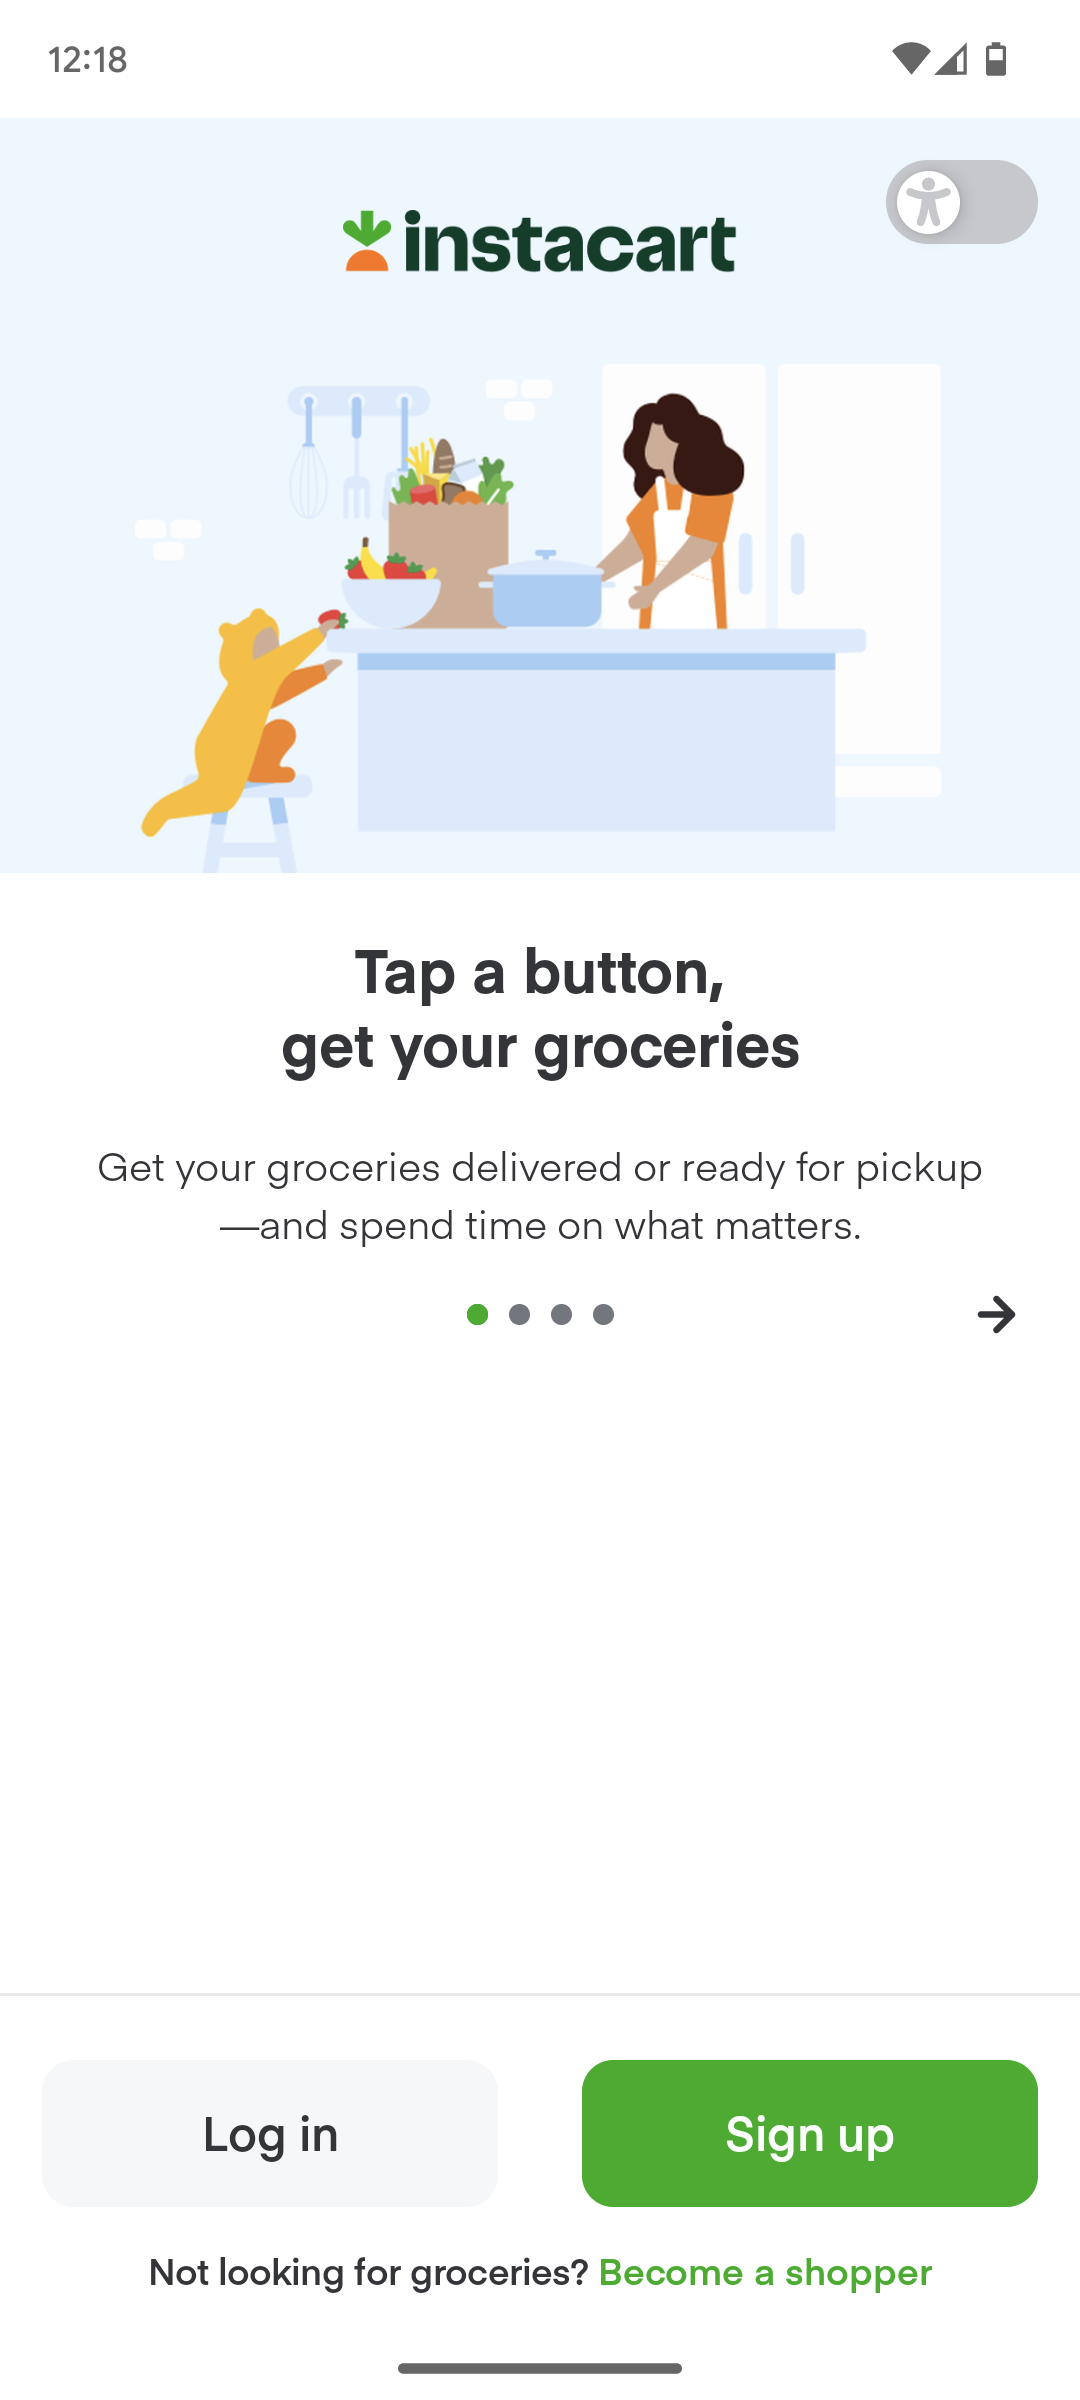 12:18
instacart
Tap a button,
get your groceries
Get your groceries delivered or ready for pickup
—and spend time on what matters.
Log in
Sign up
Not looking for groceries? Become a shopper